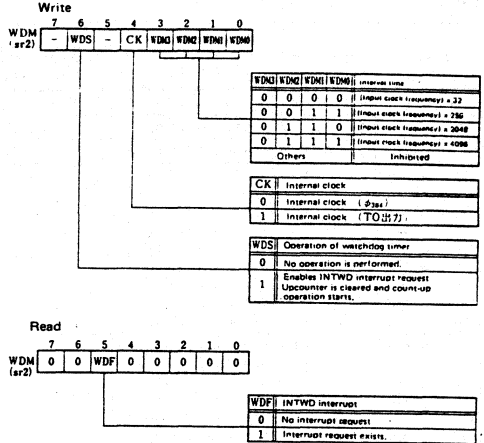 Write
7 6 5 4 3 2 1 0
WDM - WDS - CK WDM3 WDM2 WDM1 WDM0
(sr2)
WDM3 WDM2 WDM1 WDM0 Interval time
0 0 0 0 (Input clock frequency) × 32
0 0 1 1 (Input clock frequency) × 256
0 1 1 0 (Input clock frequency) × 2048
0 1 1 1 (Input clock frequency) × 4096
Others Inhibited
CK Internal clock
0 Internal clock
1 Internal clock (TO出力)
WDS Operation of watchdog timer
0 No operation is performed.
1 Enables INTWD interrupt request
Upcounter is cleared and count-up
operation starts.
Read
7 6 5 4 3 2 1 0
WDM 0 0 WDF 0 0 0 0 0
(sr2)
WDF INTWD interrupt
0 No interrupt request
1 Interrupt request exists.